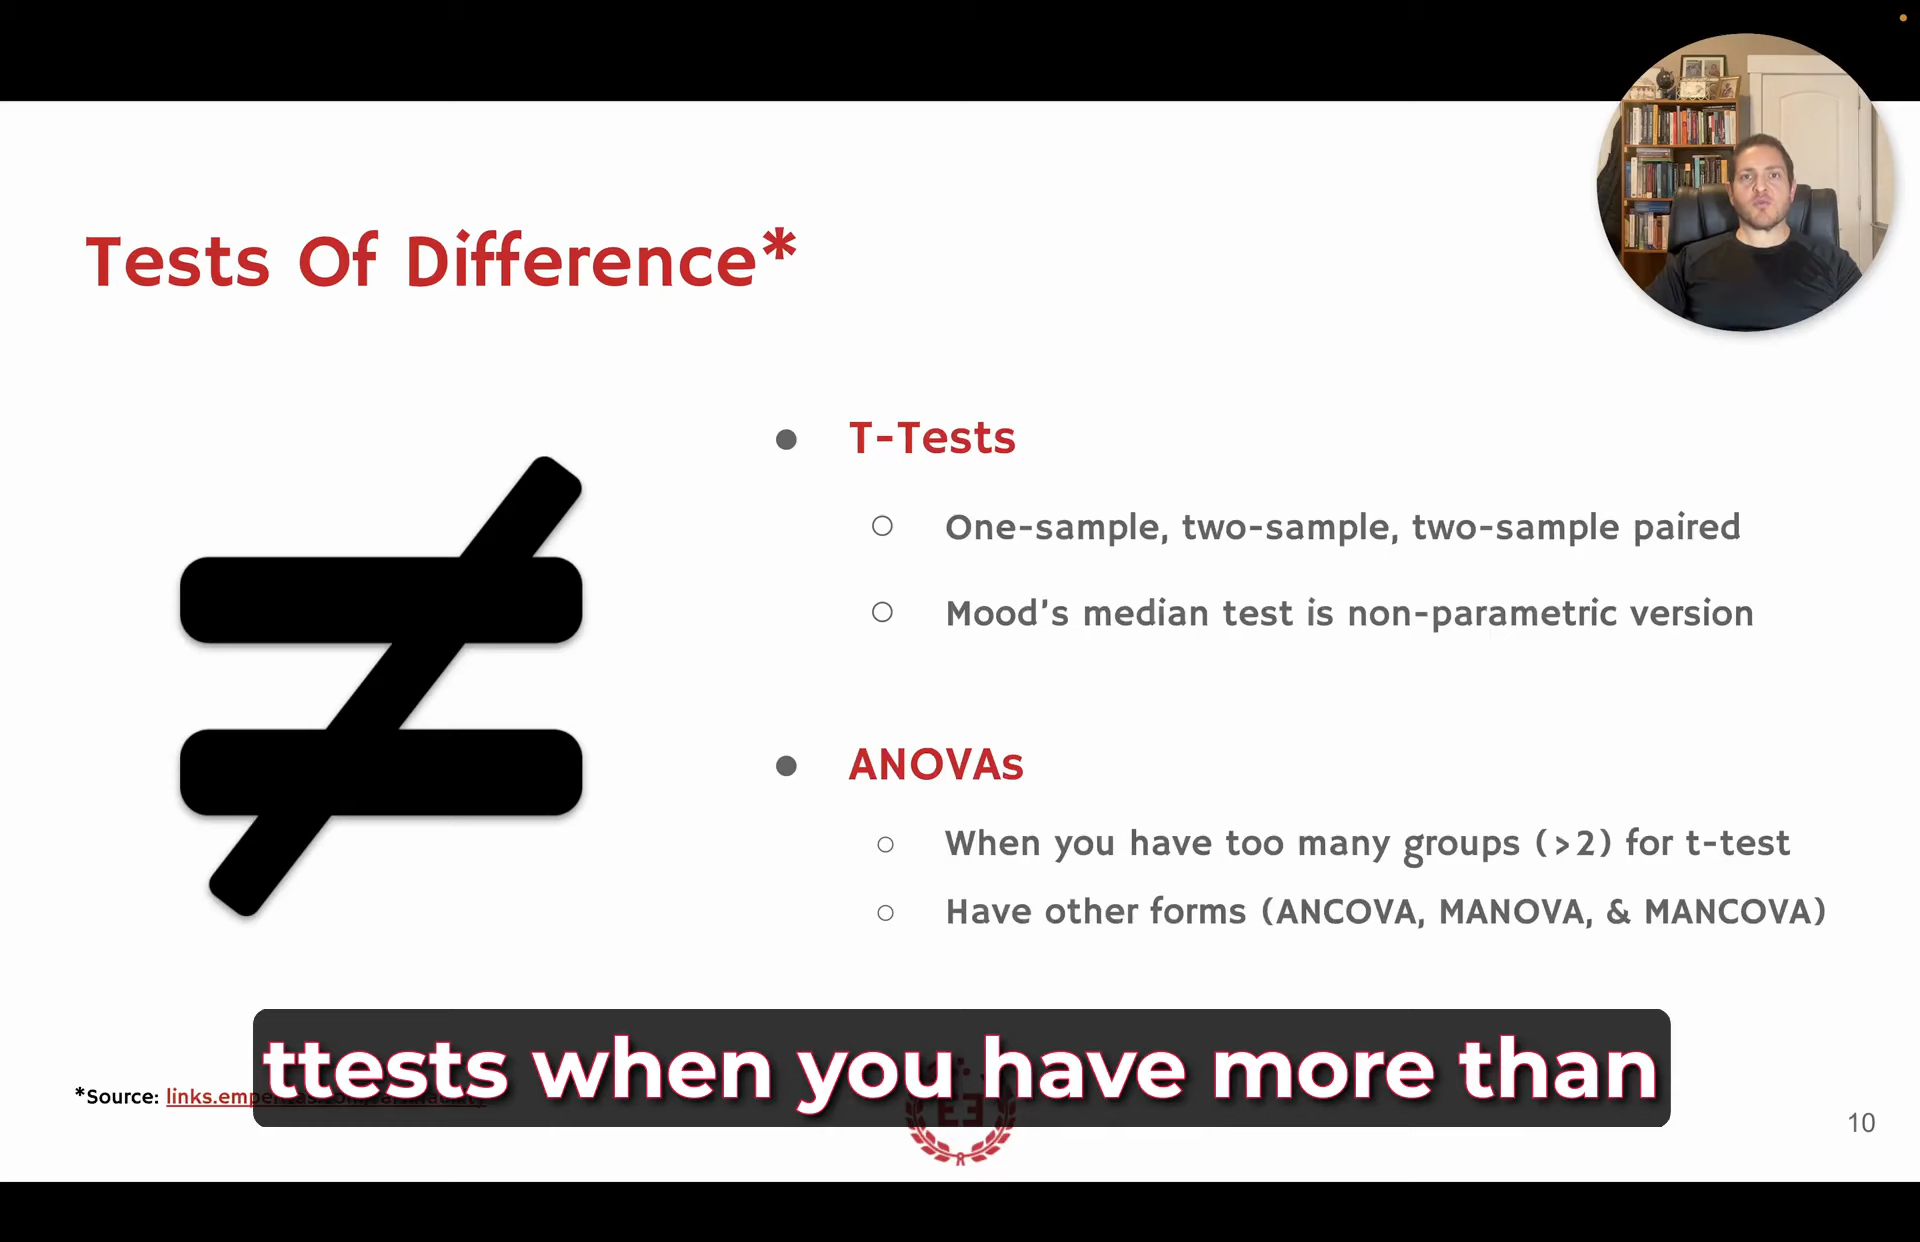 Tests Of Difference*
● T-Tests
○ One-sample, two-sample, two-sample paired
○ Mood's median test is non-parametric version
● ANOVAs
○ When you have too many groups (>2) for t-test
○ Have other forms (ANCOVA, MANOVA, & MANCOVA)
ttests when you have more than
*Source: links.emper
10